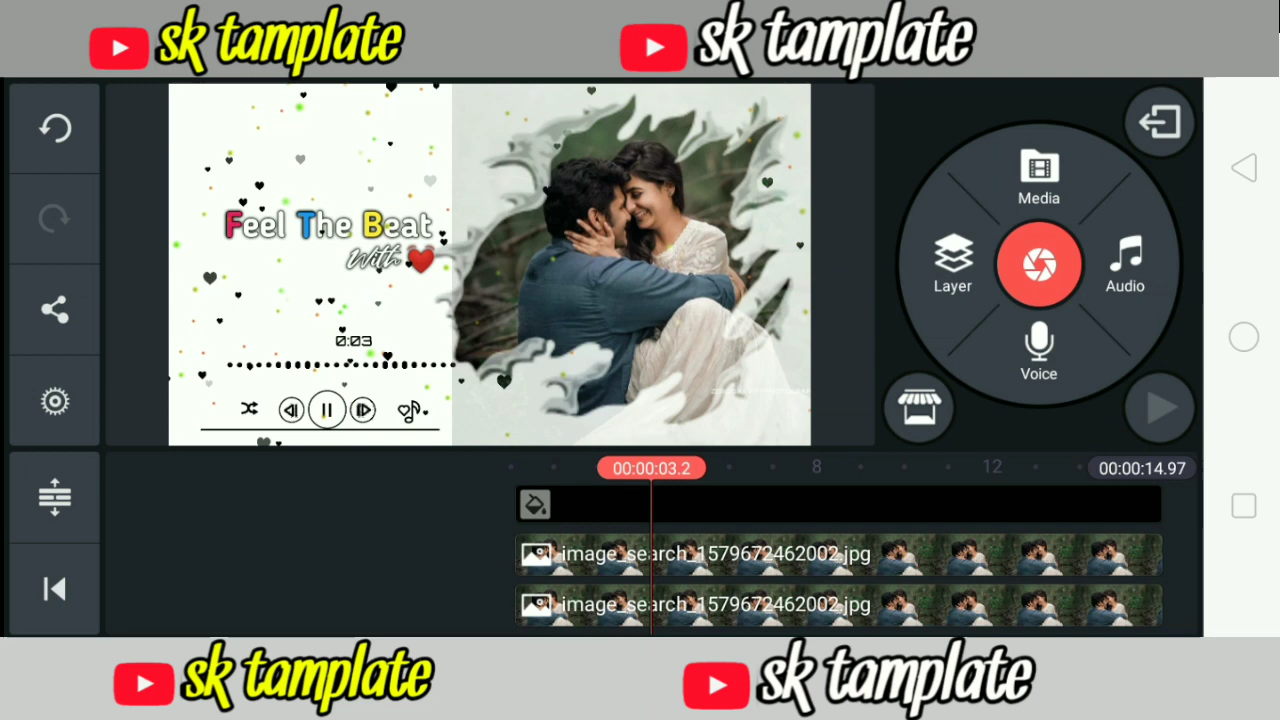 sk tamplate
sk tamplate
Feel The Beat
With
0:03
Media
Layer
Audio
Voice
00:00:03.2
8
12
00:00:14.97
image_search_1579672462002.jpg
image_search_1579672462002.jpg
sk tamplate
sk tamplate